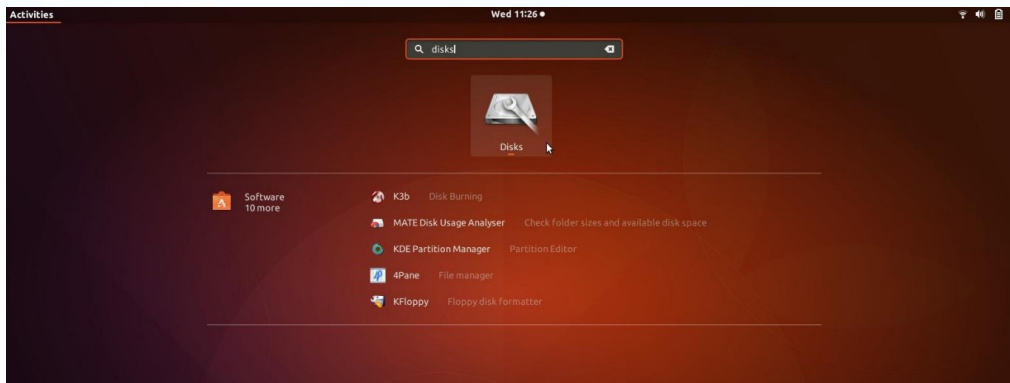 Activities
Wed 11:26
disks
Disks
Software
10 more
K3b Disk Burning
MATE Disk Usage Analyser Check folder sizes and available disk space
KDE Partition Manager Partition Editor
4Pane File manager
KFloppy Floppy disk formatter